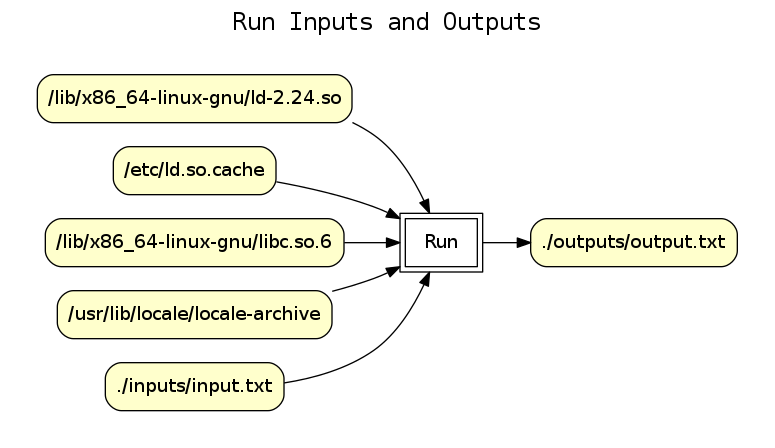 Run Inputs and Outputs
/lib/x86_64-linux-gnu/ld-2.24.so
/etc/ld.so.cache
/lib/x86_64-linux-gnu/libc.so.6
Run
./outputs/output.txt
/usr/lib/locale/locale-archive
./inputs/input.txt